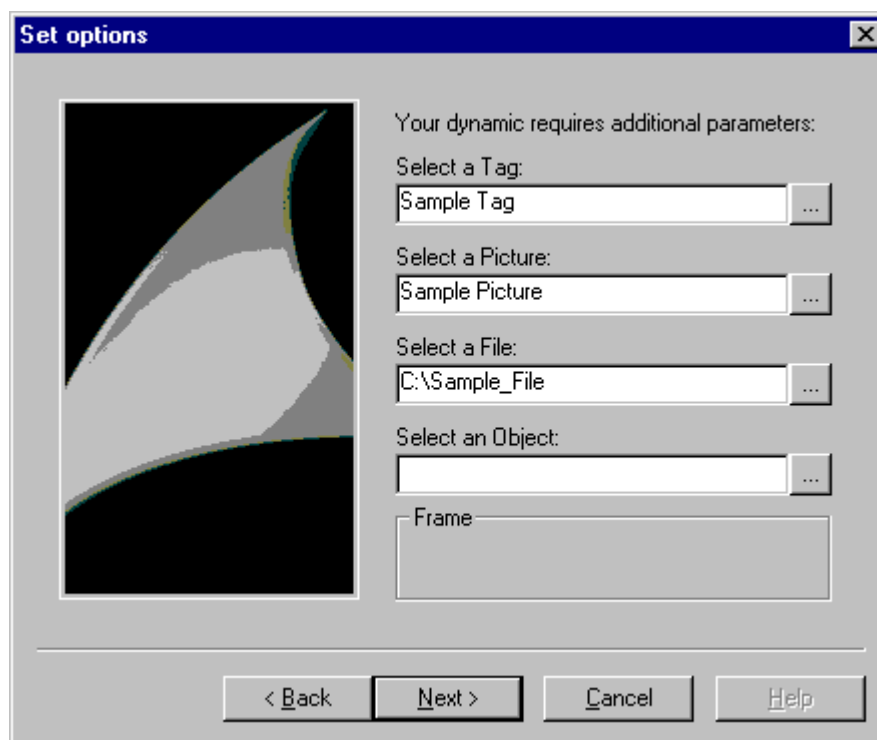 Set options
Your dynamic requires additional parameters:
Select a Tag:
Sample Tag
...
Select a Picture:
Sample Picture
...
Select a File:
C:\Sample_File
...
Select an Object:
...
Frame
< Back
Next >
Cancel
Help